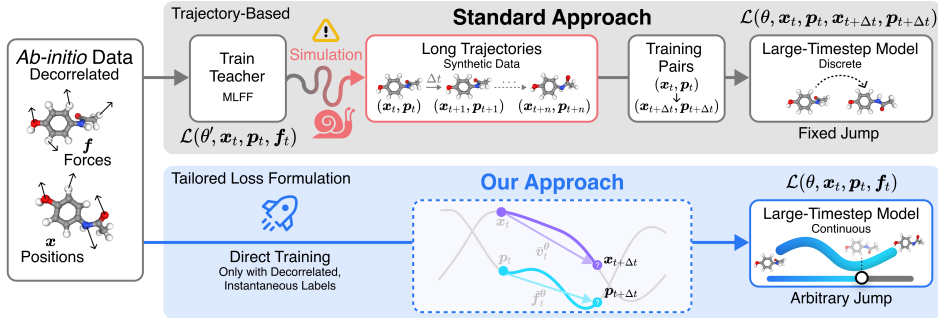 Ab-initio Data
Decorrelated
f
Forces
x
Positions
Trajectory-Based
Standard Approach
Train
Teacher
MLFF
L(θ′, x_t, p_t, f_t)
Simulation
Long Trajectories
Synthetic Data
Δt
(x_t, p_t) (x_{t+1}, p_{t+1}) (x_{t+n}, p_{t+n})
Training
Pairs
(x_t, p_t)
↓
(x_{t+Δt}, p_{t+Δt})
L(θ, x_t, p_t, x_{t+Δt}, p_{t+Δt})
Large-Timestep Model
Discrete
Fixed Jump
Tailored Loss Formulation
Our Approach
Direct Training
Only with Decorrelated,
Instantaneous Labels
x_t
v̄_t^θ
x_{t+Δt}
?
p_t
f̄_t^θ
p_{t+Δt}
?
L(θ, x_t, p_t, f_t)
Large-Timestep Model
Continuous
Arbitrary Jump